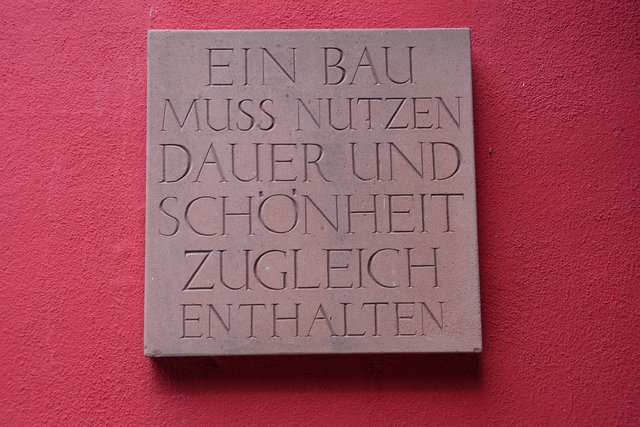 EIN BAU
MUSS NUTZEN
DAUER UND
SCHÖNHEIT
ZUGLEICH
ENTHALTEN